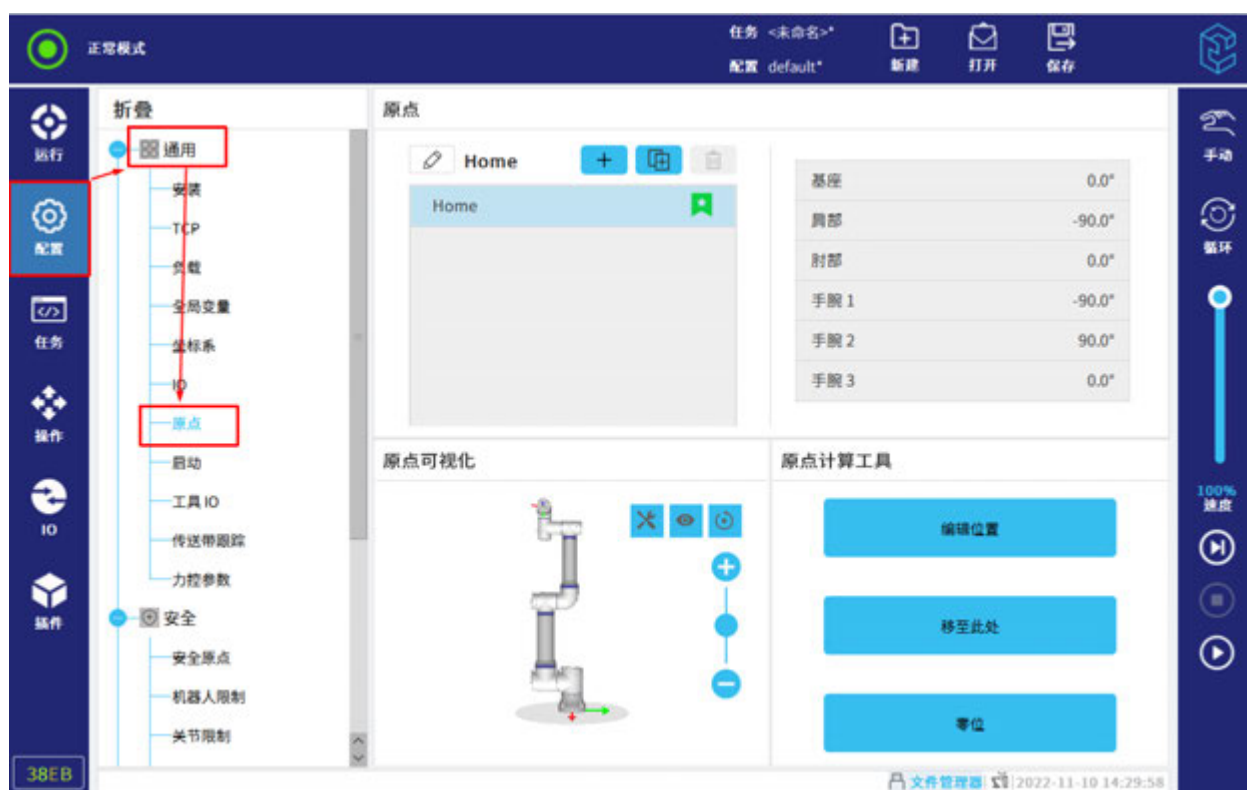 正常模式
任务 <未命名>*
配置 default*
新建
打开
保存
运行
配置
任务
操作
IO
插件
38EB
折叠
通用
安装
TCP
负载
全局变量
坐标系
IO
原点
启动
工具 IO
传送带跟踪
力控参数
安全
安全原点
机器人限制
关节限制
原点
Home
Home
基座 0.0°
肩部 -90.0°
肘部 0.0°
手腕 1 -90.0°
手腕 2 90.0°
手腕 3 0.0°
原点可视化
原点计算工具
编辑位置
移至此处
零位
手动
循环
100%
速度
文件管理器 2022-11-10 14:29:58